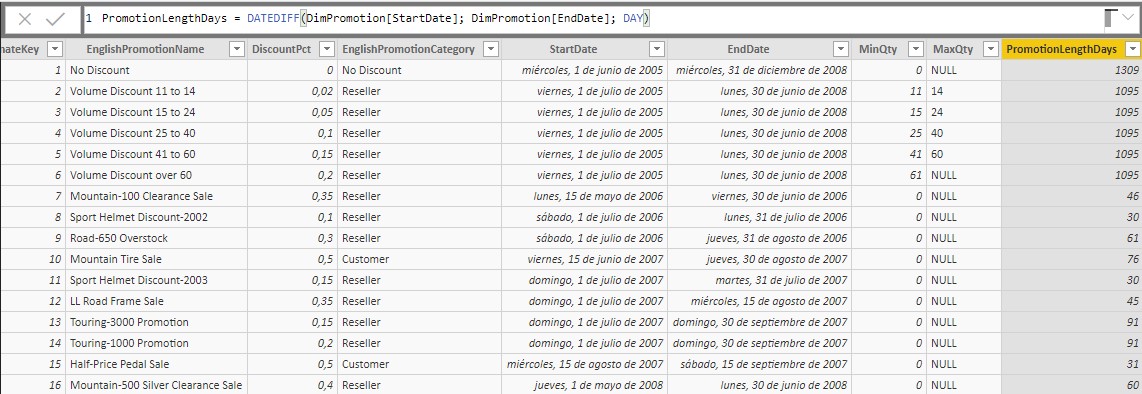 1 PromotionLengthDays = DATEDIFF(DimPromotion[StartDate]; DimPromotion[EndDate]; DAY)
nateKey EnglishPromotionName DiscountPct EnglishPromotionCategory StartDate EndDate MinQty MaxQty PromotionLengthDays
1 No Discount 0 No Discount miércoles, 1 de junio de 2005 miércoles, 31 de diciembre de 2008 0 NULL 1309
2 Volume Discount 11 to 14 0,02 Reseller viernes, 1 de julio de 2005 lunes, 30 de junio de 2008 11 14 1095
3 Volume Discount 15 to 24 0,05 Reseller viernes, 1 de julio de 2005 lunes, 30 de junio de 2008 15 24 1095
4 Volume Discount 25 to 40 0,1 Reseller viernes, 1 de julio de 2005 lunes, 30 de junio de 2008 25 40 1095
5 Volume Discount 41 to 60 0,15 Reseller viernes, 1 de julio de 2005 lunes, 30 de junio de 2008 41 60 1095
6 Volume Discount over 60 0,2 Reseller viernes, 1 de julio de 2005 lunes, 30 de junio de 2008 61 NULL 1095
7 Mountain-100 Clearance Sale 0,35 Reseller lunes, 15 de mayo de 2006 viernes, 30 de junio de 2006 0 NULL 46
8 Sport Helmet Discount-2002 0,1 Reseller sábado, 1 de julio de 2006 lunes, 31 de julio de 2006 0 NULL 30
9 Road-650 Overstock 0,3 Reseller sábado, 1 de julio de 2006 jueves, 31 de agosto de 2006 0 NULL 61
10 Mountain Tire Sale 0,5 Customer viernes, 15 de junio de 2007 jueves, 30 de agosto de 2007 0 NULL 76
11 Sport Helmet Discount-2003 0,15 Reseller domingo, 1 de julio de 2007 martes, 31 de julio de 2007 0 NULL 30
12 LL Road Frame Sale 0,35 Reseller domingo, 1 de julio de 2007 miércoles, 15 de agosto de 2007 0 NULL 45
13 Touring-3000 Promotion 0,15 Reseller domingo, 1 de julio de 2007 domingo, 30 de septiembre de 2007 0 NULL 91
14 Touring-1000 Promotion 0,2 Reseller domingo, 1 de julio de 2007 domingo, 30 de septiembre de 2007 0 NULL 91
15 Half-Price Pedal Sale 0,5 Customer miércoles, 15 de agosto de 2007 sábado, 15 de septiembre de 2007 0 NULL 31
16 Mountain-500 Silver Clearance Sale 0,4 Reseller jueves, 1 de mayo de 2008 lunes, 30 de junio de 2008 0 NULL 60